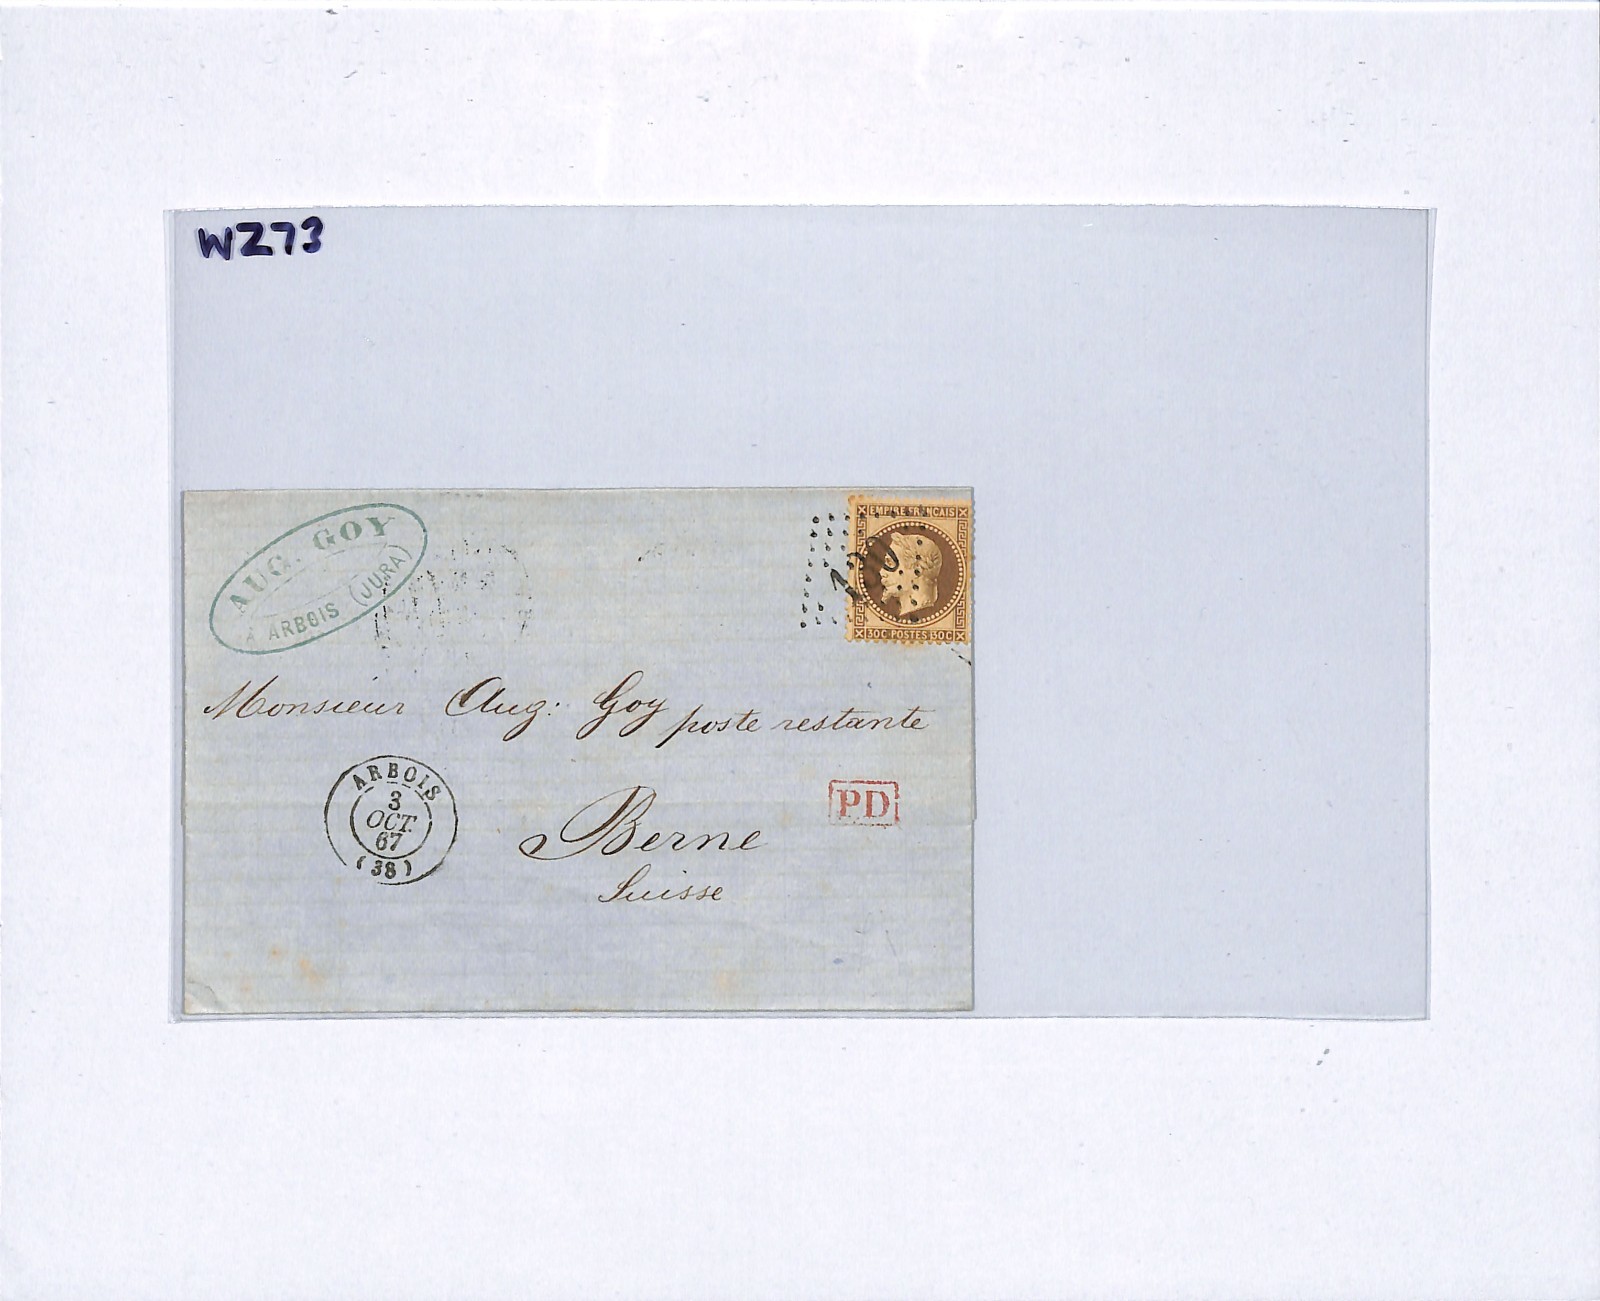 WZ73
AUG. GOY
A ARBOIS (JURA)
EMPIRE FRANCAIS
30C POSTES 30C
Monsieur Aug: Goy poste restante
ARBOIS
3
OCT.
67
(38)
PD
Berne
Suisse